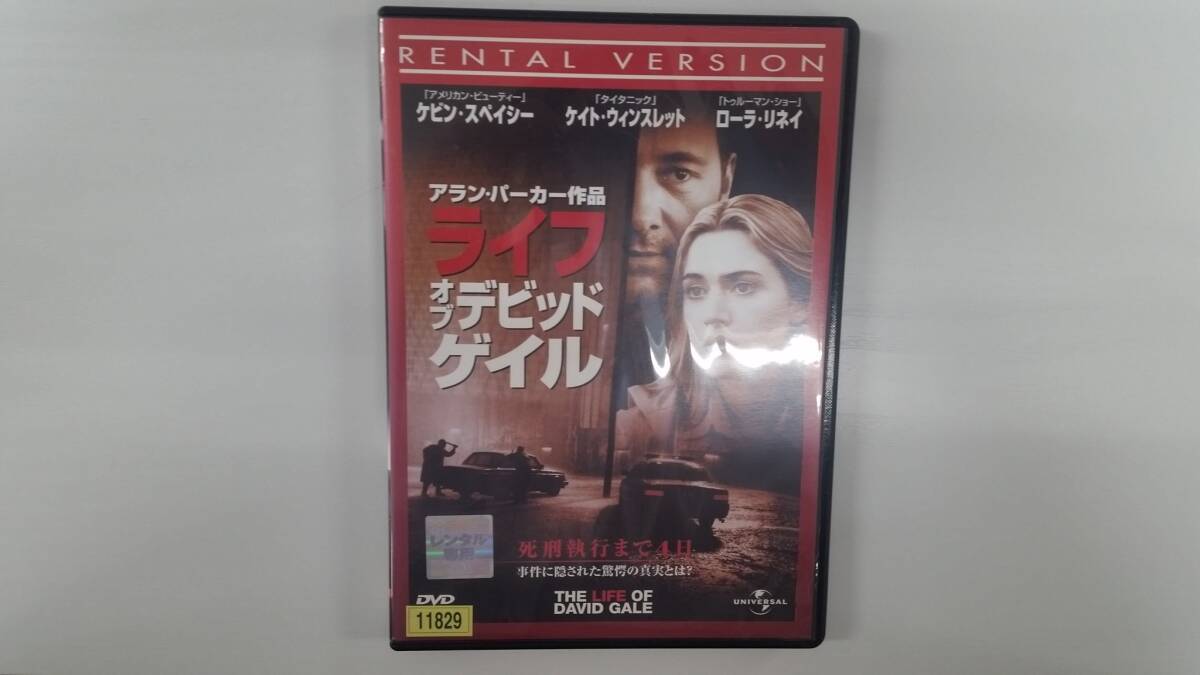 RENTAL VERSION
「アメリカン・ビューティー」
ケビン・スペイシー
「タイタニック」
ケイト・ウィンスレット
「トゥルーマン・ショー」
ローラ・リネイ
アラン・パーカー作品
ライフ
オブデビッド
ゲイル
レンタル
専用
死刑執行まで4日
事件に隠された驚愕の真実とは?
DVD
THE LIFE OF
DAVID GALE
UNIVERSAL
11829